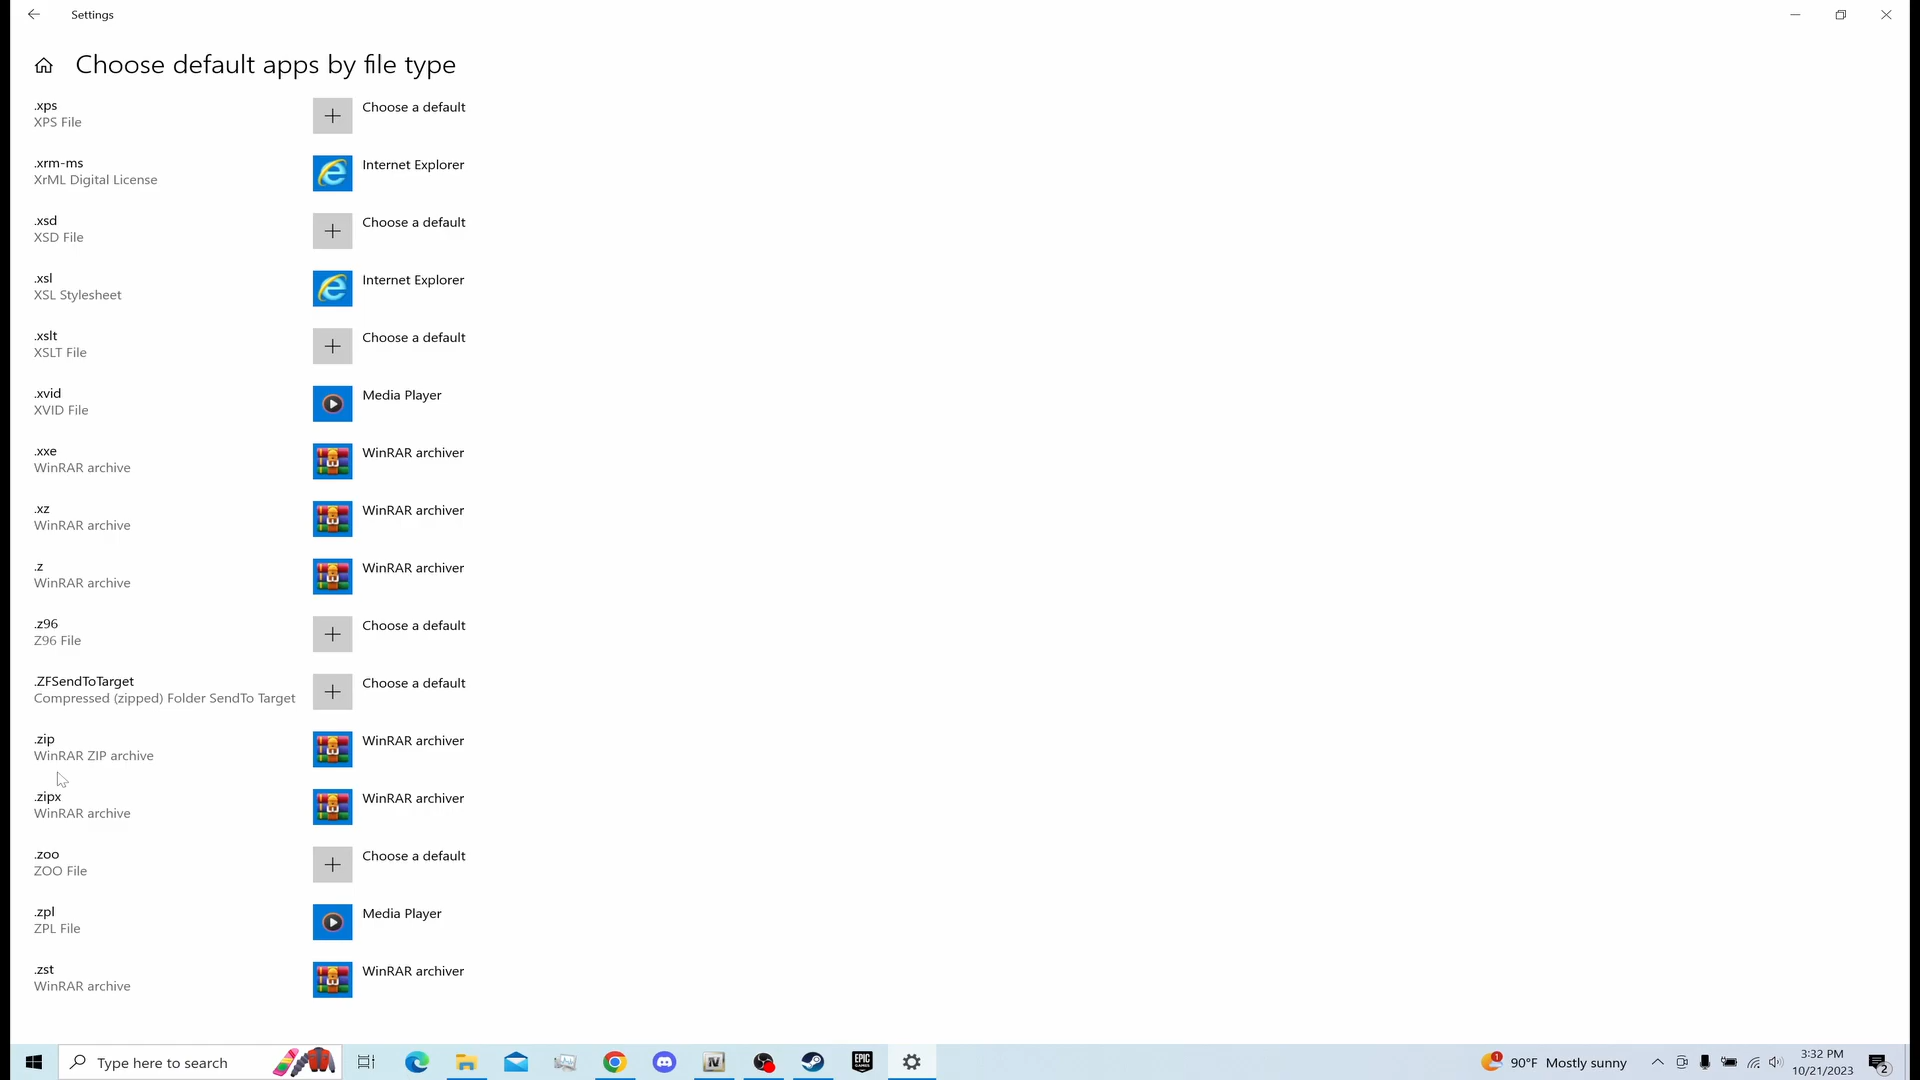 Settings
Choose default apps by file type
.xps
XPS File
Choose a default
.xrm-ms
XrML Digital License
Internet Explorer
.xsd
XSD File
Choose a default
.xsl
XSL Stylesheet
Internet Explorer
.xslt
XSLT File
Choose a default
.xvid
XVID File
Media Player
.xxe
WinRAR archive
WinRAR archiver
.xz
WinRAR archive
WinRAR archiver
.z
WinRAR archive
WinRAR archiver
.z96
Z96 File
Choose a default
.ZFSendToTarget
Compressed (zipped) Folder SendTo Target
Choose a default
.zip
WinRAR ZIP archive
WinRAR archiver
.zipx
WinRAR archive
WinRAR archiver
.zoo
ZOO File
Choose a default
.zpl
ZPL File
Media Player
.zst
WinRAR archive
WinRAR archiver
Type here to search
IV
EPIC
GAMES
1
90°F Mostly sunny
3:32 PM
10/21/2023
2